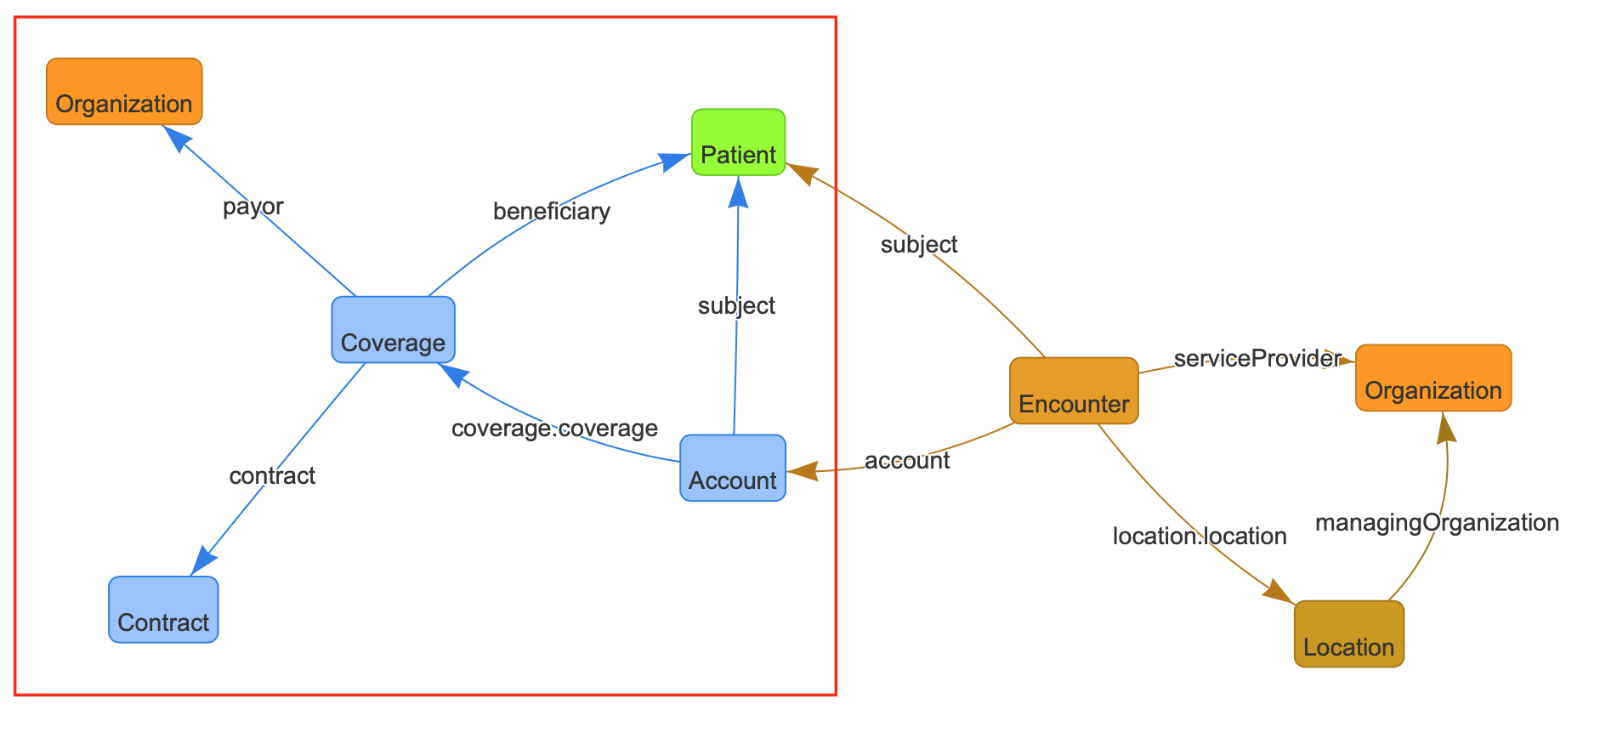 Organization
Patient
payor
beneficiary
subject
subject
Coverage
serviceProvider
Organization
Encounter
coverage.coverage
account
contract
Account
managingOrganization
location.location
Contract
Location